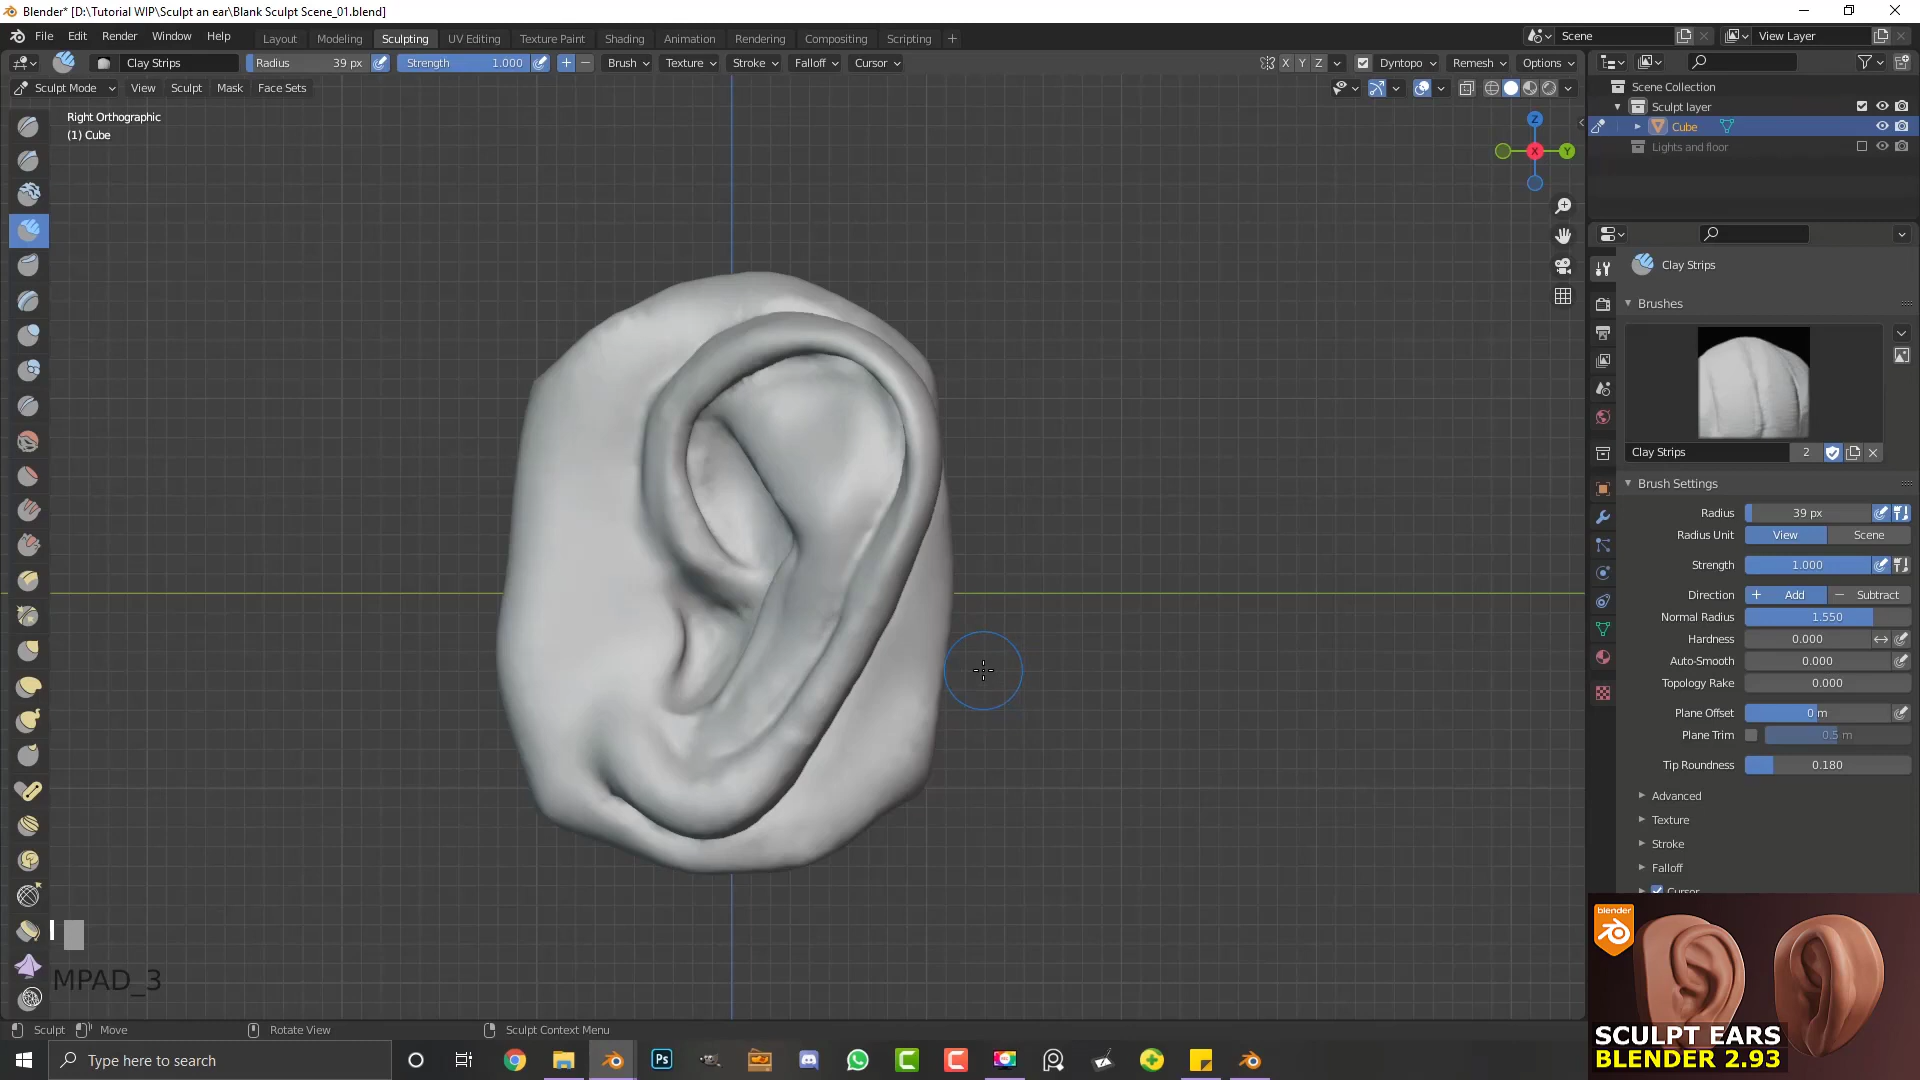 Blender* [D:\Tutorial WIP\Sculpt an ear\Blank Sculpt Scene_01.blend]
File Edit Render Window Help
Layout Modeling Sculpting UV Editing Texture Paint Shading Animation Rendering Compositing Scripting +
Scene
View Layer
Clay Strips
Radius 39 px
Strength 1.000
+ −
Brush Texture Stroke Falloff Cursor
X Y Z
Dyntopo Remesh Options
Sculpt Mode View Sculpt Mask Face Sets
Right Orthographic
(1) Cube
Z
X
Y
Scene Collection
Sculpt layer
Cube
Lights and floor
Clay Strips
Brushes
Clay Strips 2
Brush Settings
Radius 39 px
Radius Unit View Scene
Strength 1.000
Direction + Add − Subtract
Normal Radius 1.550
Hardness 0.000
Auto-Smooth 0.000
Topology Rake 0.000
Plane Offset 0 m
Plane Trim 0.5 m
Tip Roundness 0.180
Advanced
Texture
Stroke
Falloff
Cursor
MPAD_3
Sculpt Move Rotate View Sculpt Context Menu
blender
SCULPT EARS
BLENDER 2.93
Type here to search
Ps